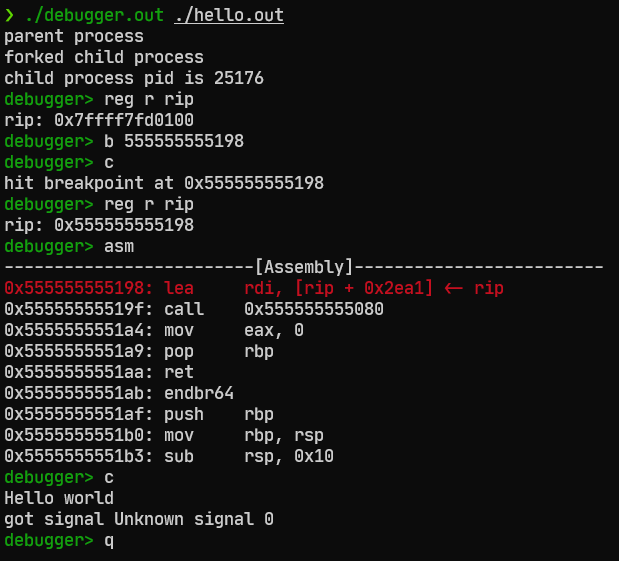 ❯ ./debugger.out ./hello.out
parent process
forked child process
child process pid is 25176
debugger> reg r rip
rip: 0x7ffff7fd0100
debugger> b 555555555198
debugger> c
hit breakpoint at 0x555555555198
debugger> reg r rip
rip: 0x555555555198
debugger> asm
-------------------------[Assembly]-------------------------
0x555555555198: lea     rdi, [rip + 0x2ea1] <- rip
0x55555555519f: call    0x555555555080
0x5555555551a4: mov     eax, 0
0x5555555551a9: pop     rbp
0x5555555551aa: ret
0x5555555551ab: endbr64
0x5555555551af: push    rbp
0x5555555551b0: mov     rbp, rsp
0x5555555551b3: sub     rsp, 0x10
debugger> c
Hello world
got signal Unknown signal 0
debugger> q